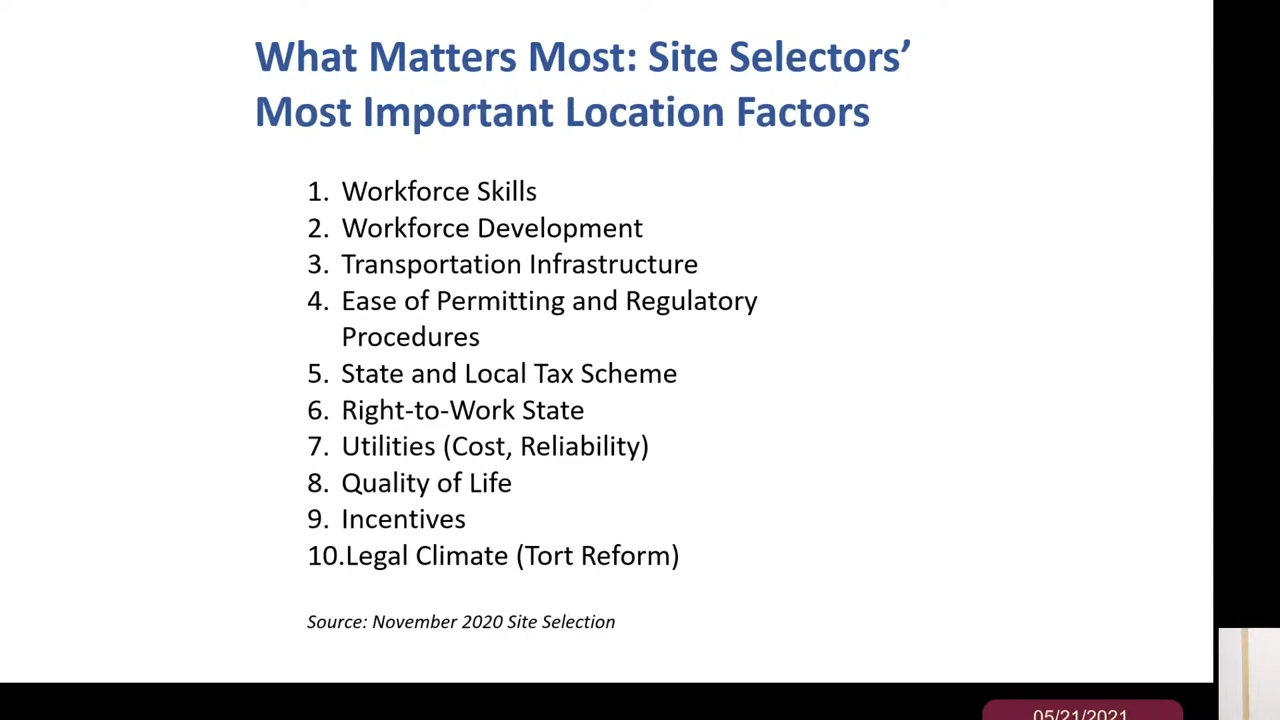 What Matters Most: Site Selectors’
Most Important Location Factors
1. Workforce Skills
2. Workforce Development
3. Transportation Infrastructure
4. Ease of Permitting and Regulatory
Procedures
5. State and Local Tax Scheme
6. Right-to-Work State
7. Utilities (Cost, Reliability)
8. Quality of Life
9. Incentives
10.Legal Climate (Tort Reform)
Source: November 2020 Site Selection
05/21/2021